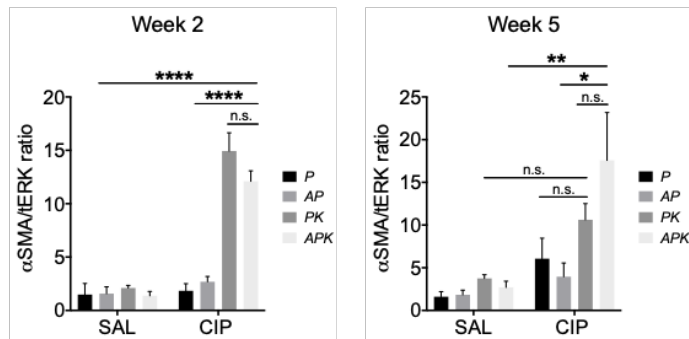 Week 2
****
****
n.s.
αSMA/tERK ratio
20
15
10
5
0
SAL
CIP
P
AP
PK
APK
Week 5
**
*
n.s.
n.s.
n.s.
αSMA/tERK ratio
25
20
15
10
5
0
SAL
CIP
P
AP
PK
APK